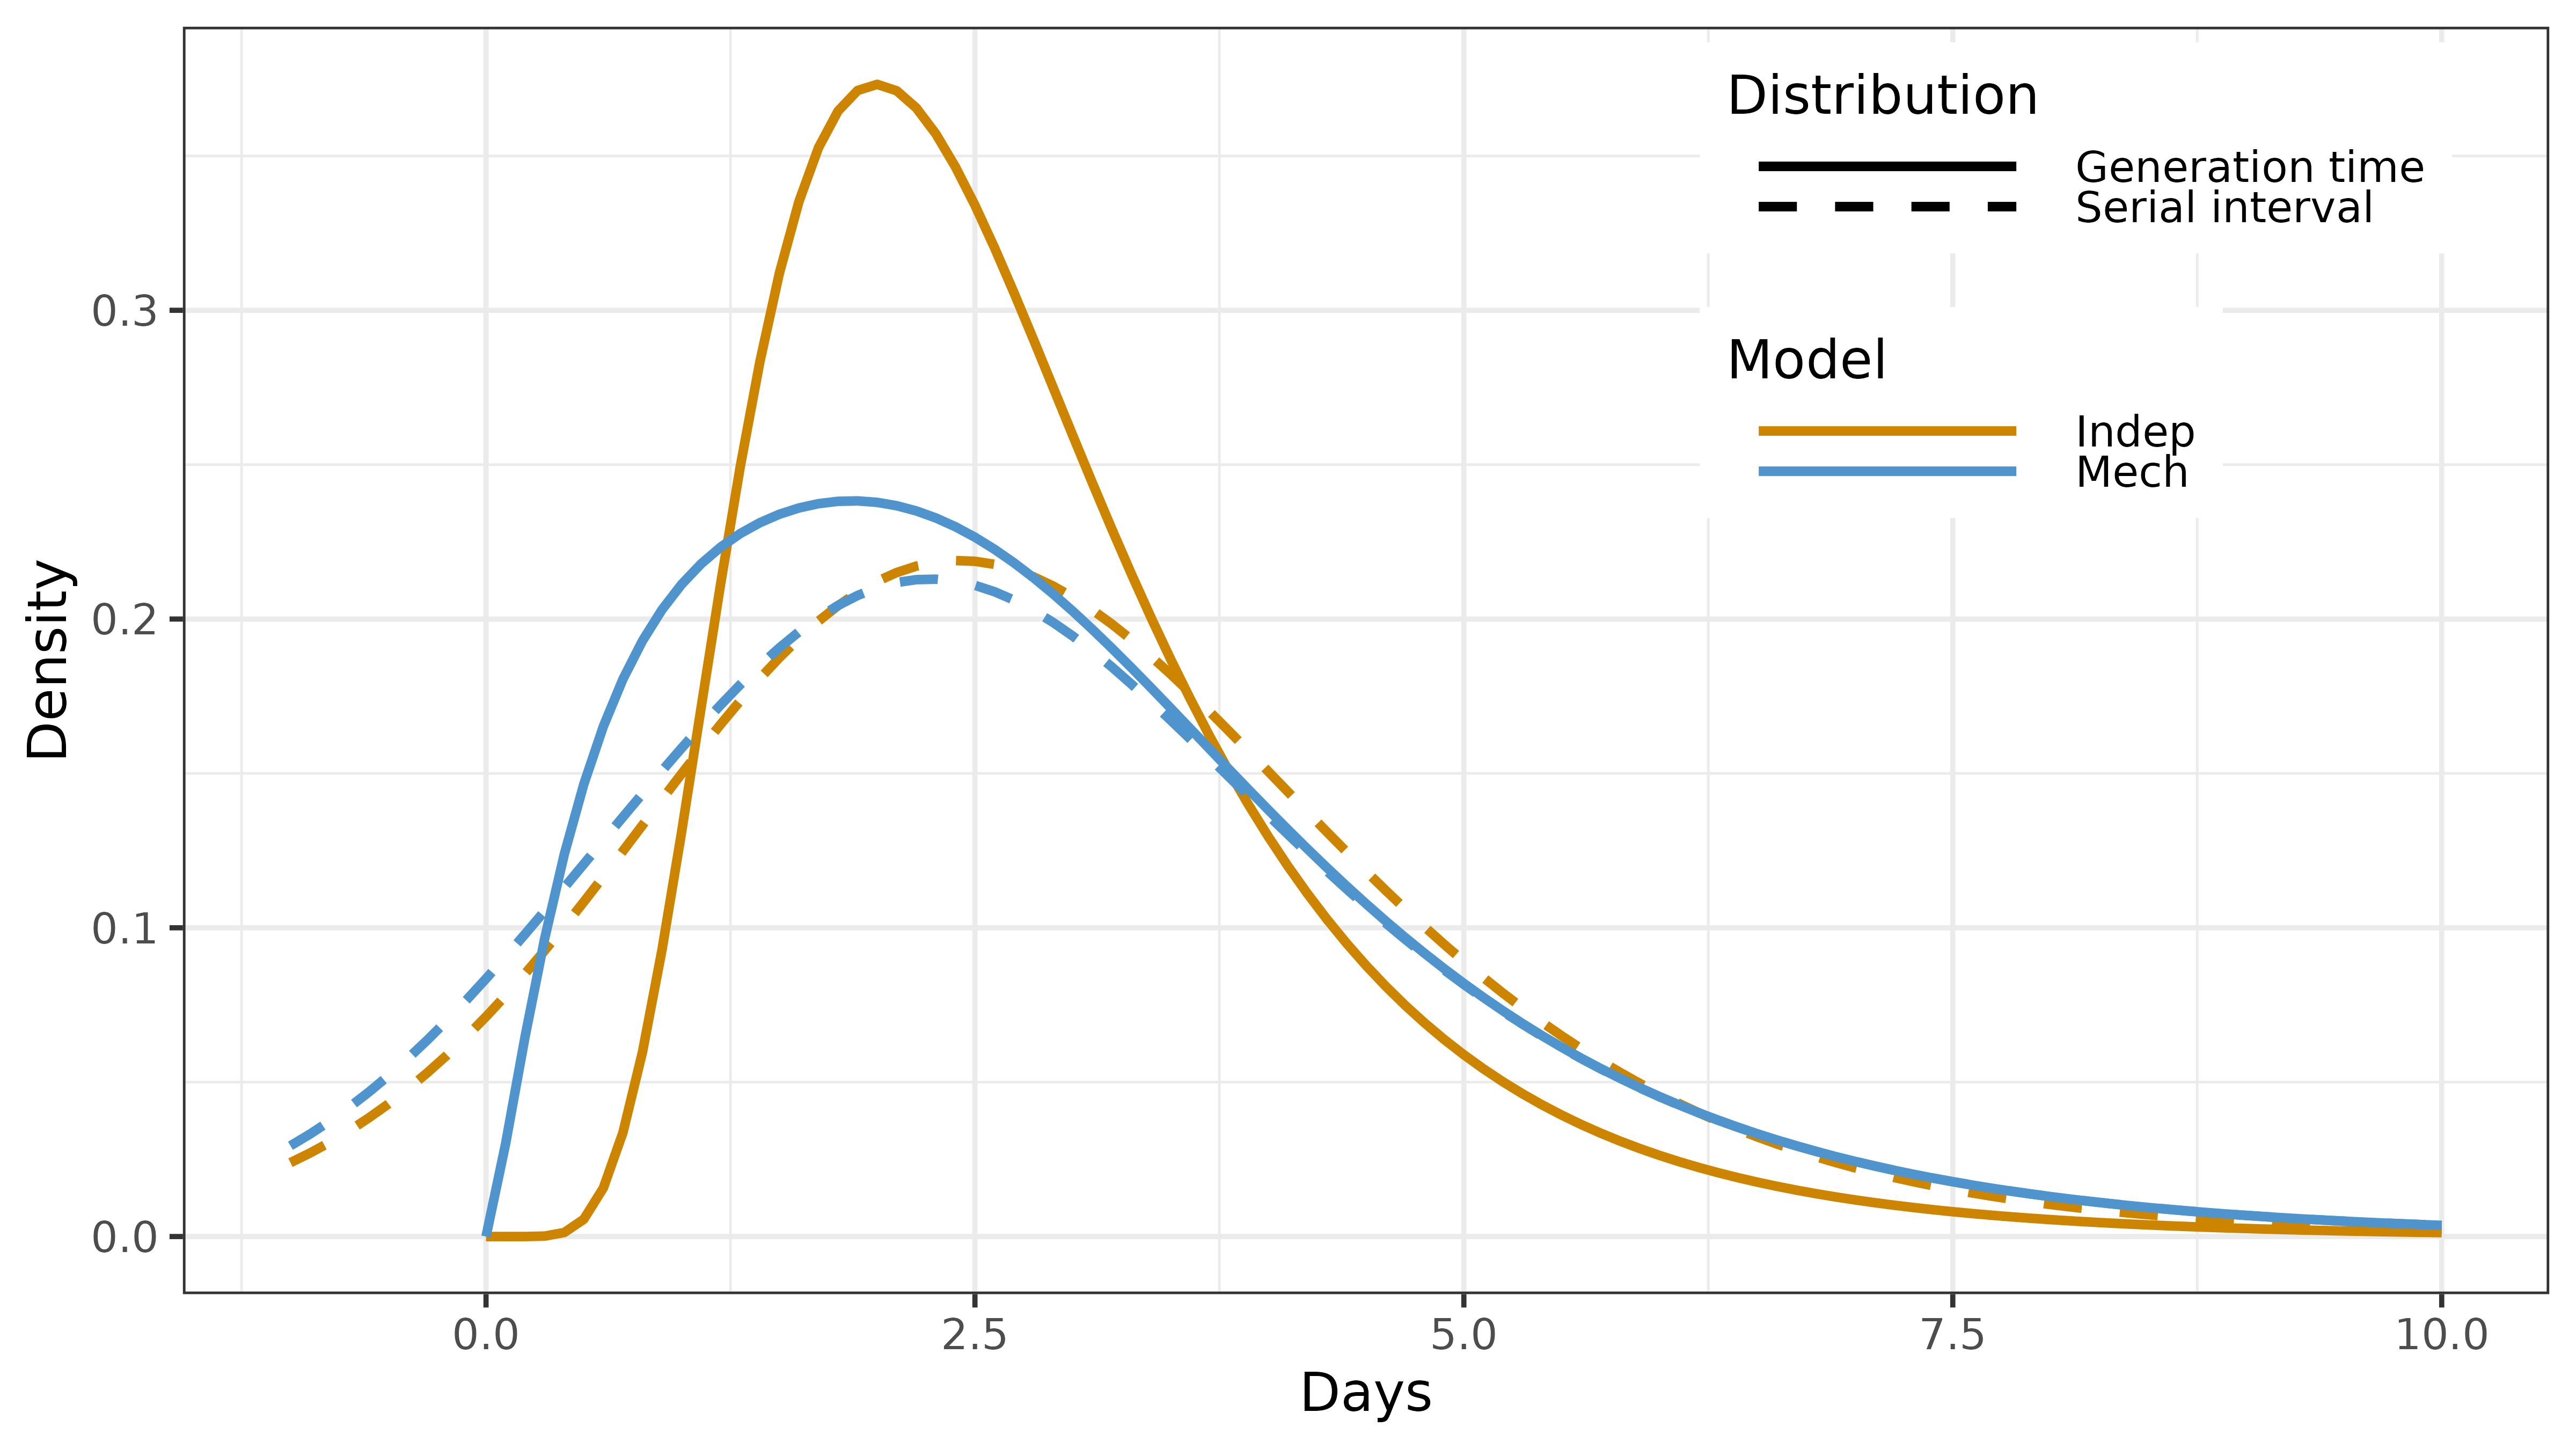 Distribution
Generation time
Serial interval
Model
Indep
Mech
Density
0.3
0.2
0.1
0.0
0.0 2.5 5.0 7.5 10.0
Days